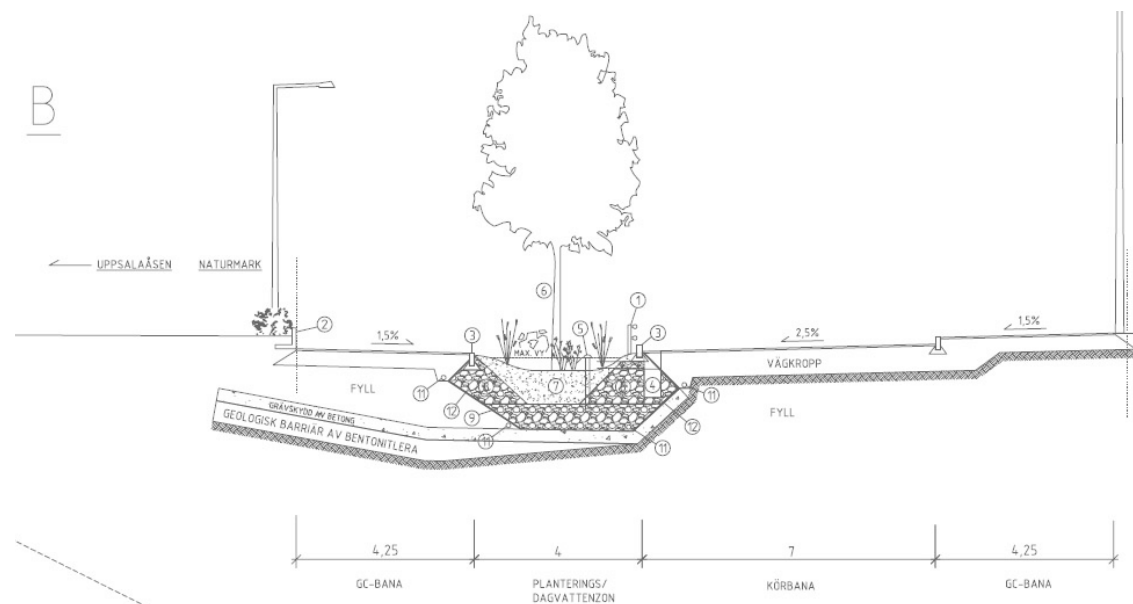 B
UPPSALAÅSEN NATURMARK
6
1
2
1,5%
3
MAX. VY
5
3
2,5%
1,5%
FYLL
11
12
9
7
4
11
VÄGKROPP
FYLL
GRÄVSKYDD AV BETONG
GEOLOGISK BARRIÄR AV BENTONITLERA
11
12
11
4,25 4 7 4,25
GC-BANA PLANTERINGS/ KÖRBANA GC-BANA
DAGVATTENZON